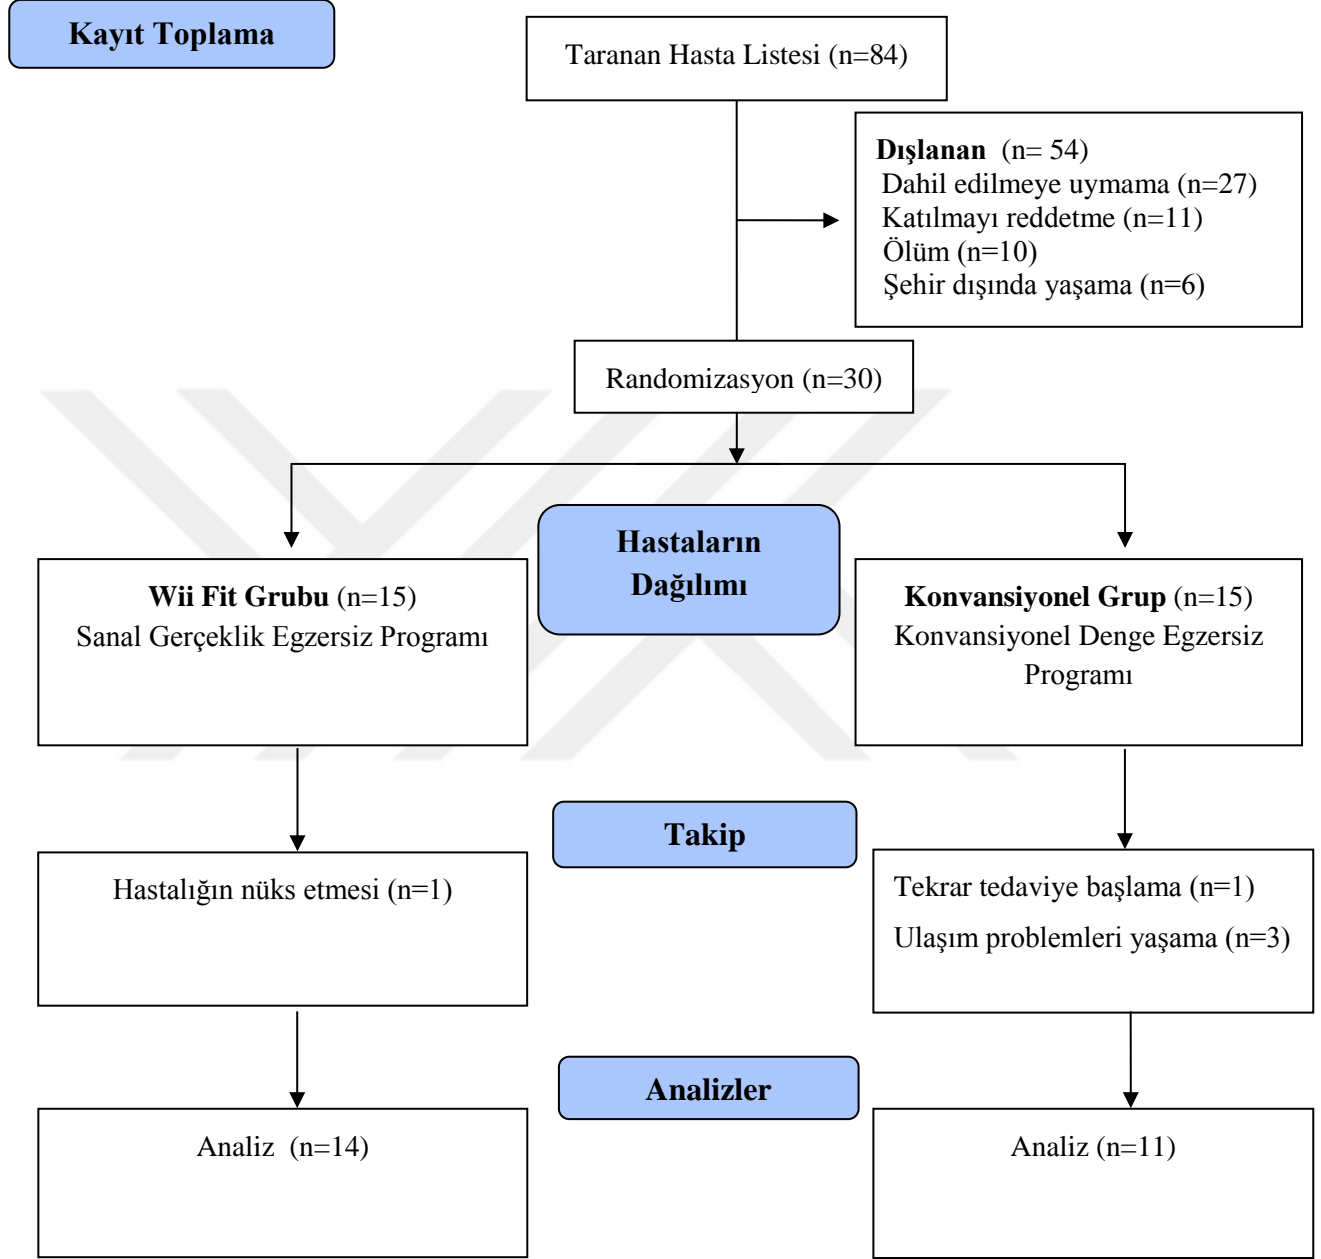 Kayıt Toplama
Taranan Hasta Listesi (n=84)
Dışlanan (n= 54)
Dahil edilmeye uymama (n=27)
Katılmayı reddetme (n=11)
Ölüm (n=10)
Şehir dışında yaşama (n=6)
Randomizasyon (n=30)
Hastaların
Dağılımı
Wii Fit Grubu (n=15)
Sanal Gerçeklik Egzersiz Programı
Konvansiyonel Grup (n=15)
Konvansiyonel Denge Egzersiz
Programı
Takip
Hastalığın nüks etmesi (n=1)
Tekrar tedaviye başlama (n=1)
Ulaşım problemleri yaşama (n=3)
Analizler
Analiz (n=14)
Analiz (n=11)